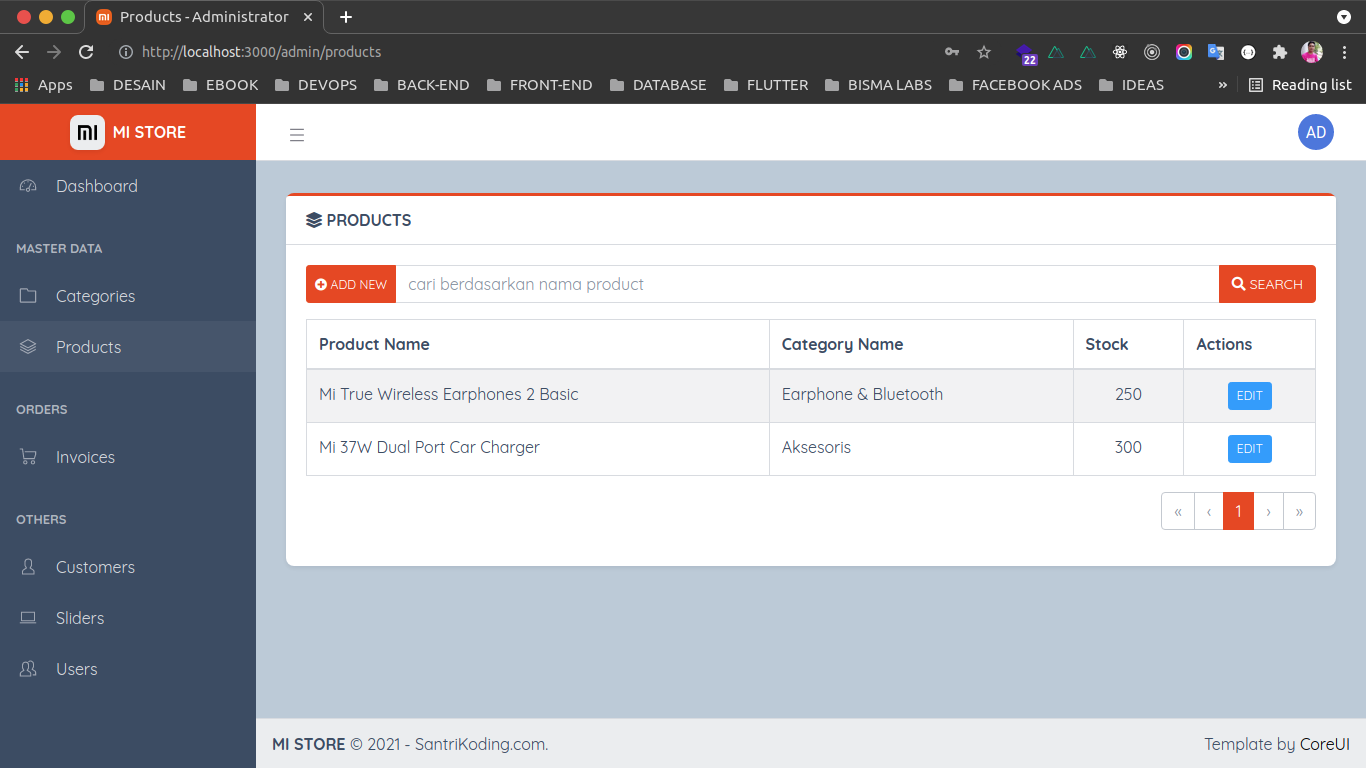 Products - Administrator
http://localhost:3000/admin/products
22
Apps DESAIN EBOOK DEVOPS BACK-END FRONT-END DATABASE FLUTTER BISMA LABS FACEBOOK ADS IDEAS » Reading list
MI STORE
AD
Dashboard
MASTER DATA
Categories
Products
ORDERS
Invoices
OTHERS
Customers
Sliders
Users
PRODUCTS
ADD NEW cari berdasarkan nama product SEARCH
Product Name Category Name Stock Actions
Mi True Wireless Earphones 2 Basic Earphone & Bluetooth 250 EDIT
Mi 37W Dual Port Car Charger Aksesoris 300 EDIT
« ‹ 1 › »
MI STORE © 2021 - SantriKoding.com. Template by CoreUI